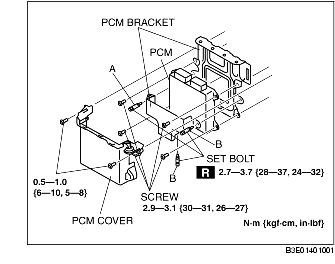 PCM BRACKET
PCM
A
B
SET BOLT
R 2.7—3.7 {28—37, 24—32}
B
0.5—1.0
{6—10, 5—8}
SCREW
2.9—3.1 {30—31, 26—27}
PCM COVER
N·m {kgf·cm, in·lbf}
B3E01401001